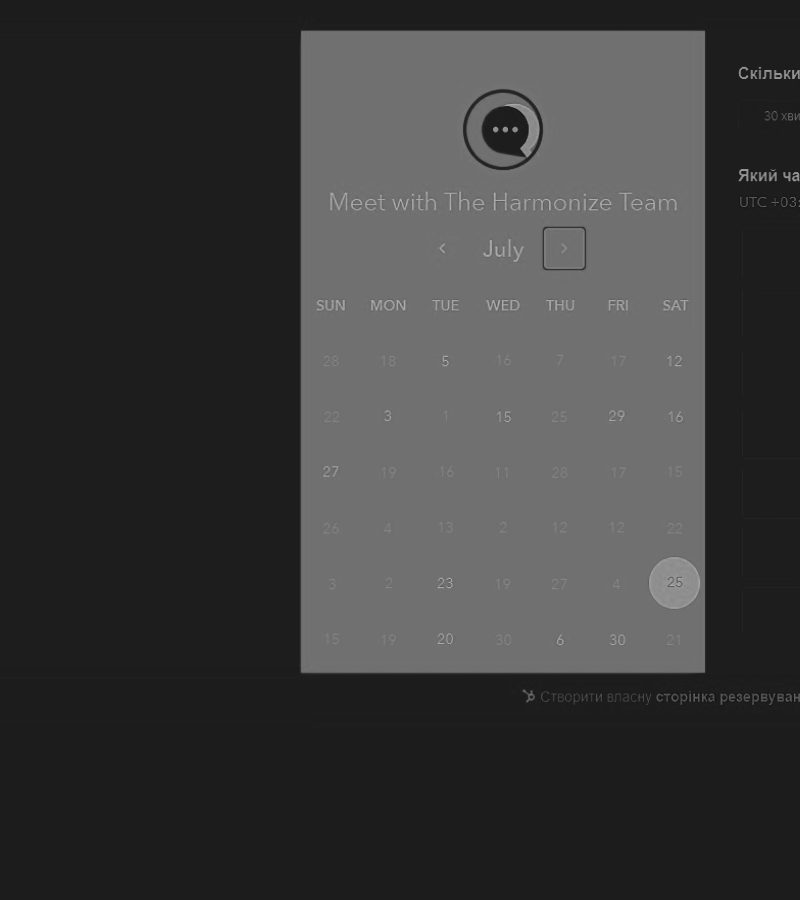 Meet with The Harmonize Team
July
SUN MON TUE WED THU FRI SAT
28 18 5 16 7 17 12
22 3 1 15 25 29 16
27 19 16 11 28 17 15
26 4 13 2 12 12 22
3 2 23 19 27 4 25
15 19 20 30 6 30 21
Скільки
30 хви
Який ча
UTC +03:
Створити власну сторінка резервуван